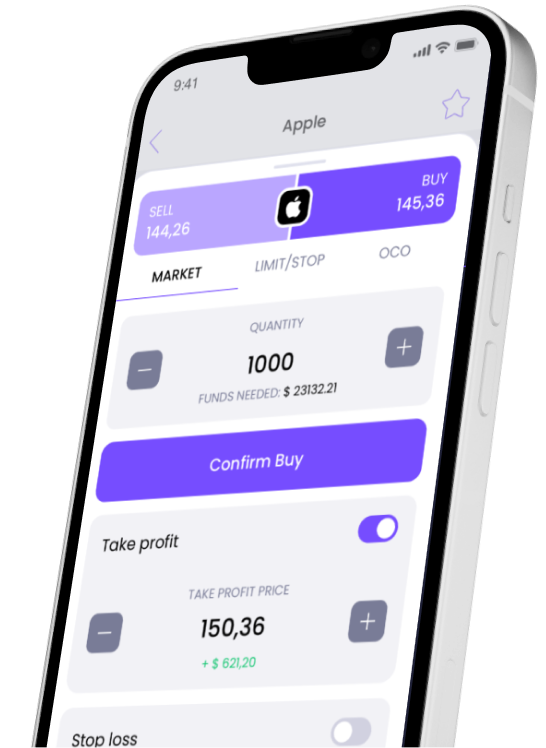 9:41
Apple
SELL
144,26
BUY
145,36
MARKET
LIMIT/STOP
OCO
QUANTITY
1000
FUNDS NEEDED: $ 23132.21
Confirm Buy
Take profit
TAKE PROFIT PRICE
150,36
+ $ 621,20
Stop loss